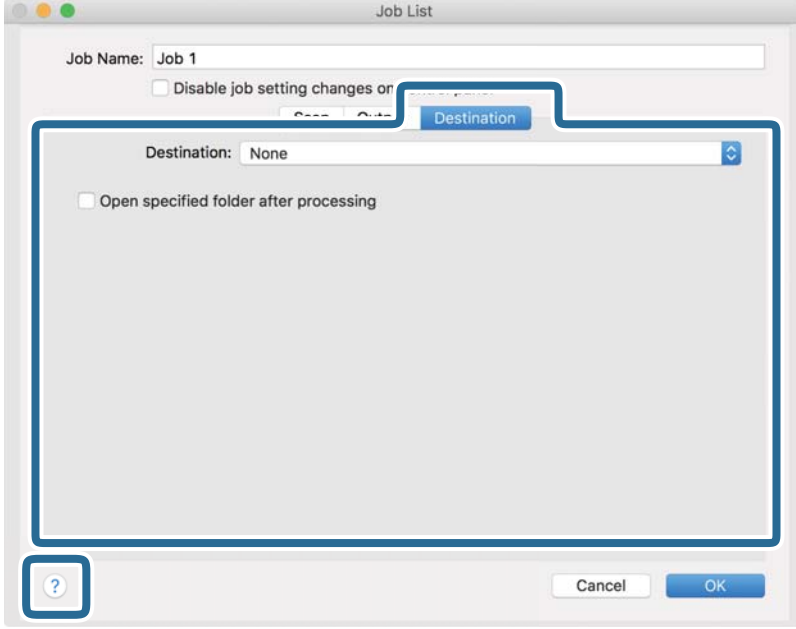 Job List
Job Name: Job 1
Disable job setting changes on
Destination
Destination: None
Open specified folder after processing
?
Cancel OK